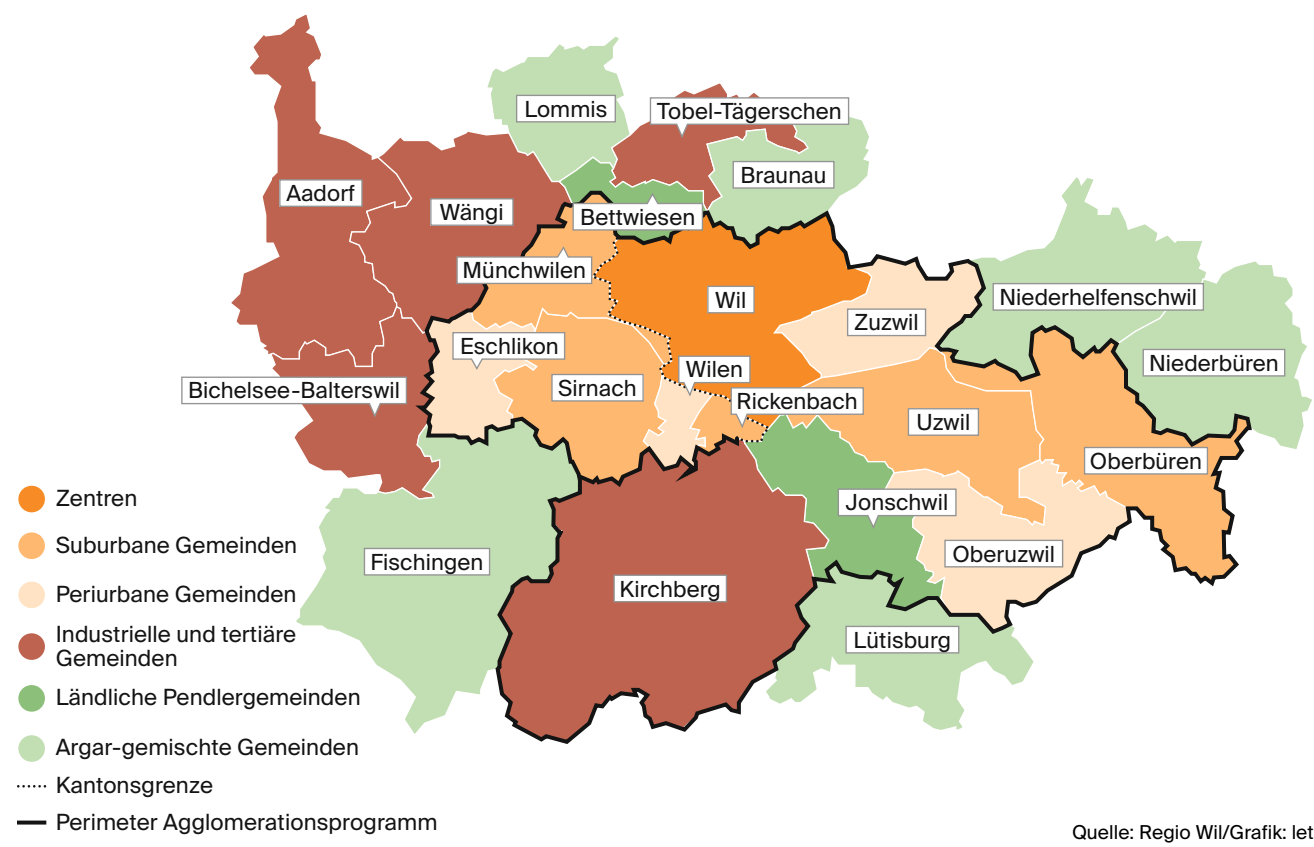 Lommis
Tobel-Tägerschen
Braunau
Aadorf
Wängi
Bettwiesen
Münchwilen
Wil
Niederhelfenschwil
Zuzwil
Eschlikon
Niederbüren
Wilen
Bichelsee-Balterswil
Sirnach
Rickenbach
Uzwil
Oberbüren
Jonschwil
Oberuzwil
Fischingen
Kirchberg
Lütisburg
Zentren
Suburbane Gemeinden
Periurbane Gemeinden
Industrielle und tertiäre
Gemeinden
Ländliche Pendlergemeinden
Argar-gemischte Gemeinden
Kantonsgrenze
Perimeter Agglomerationsprogramm
Quelle: Regio Wil/Grafik: let